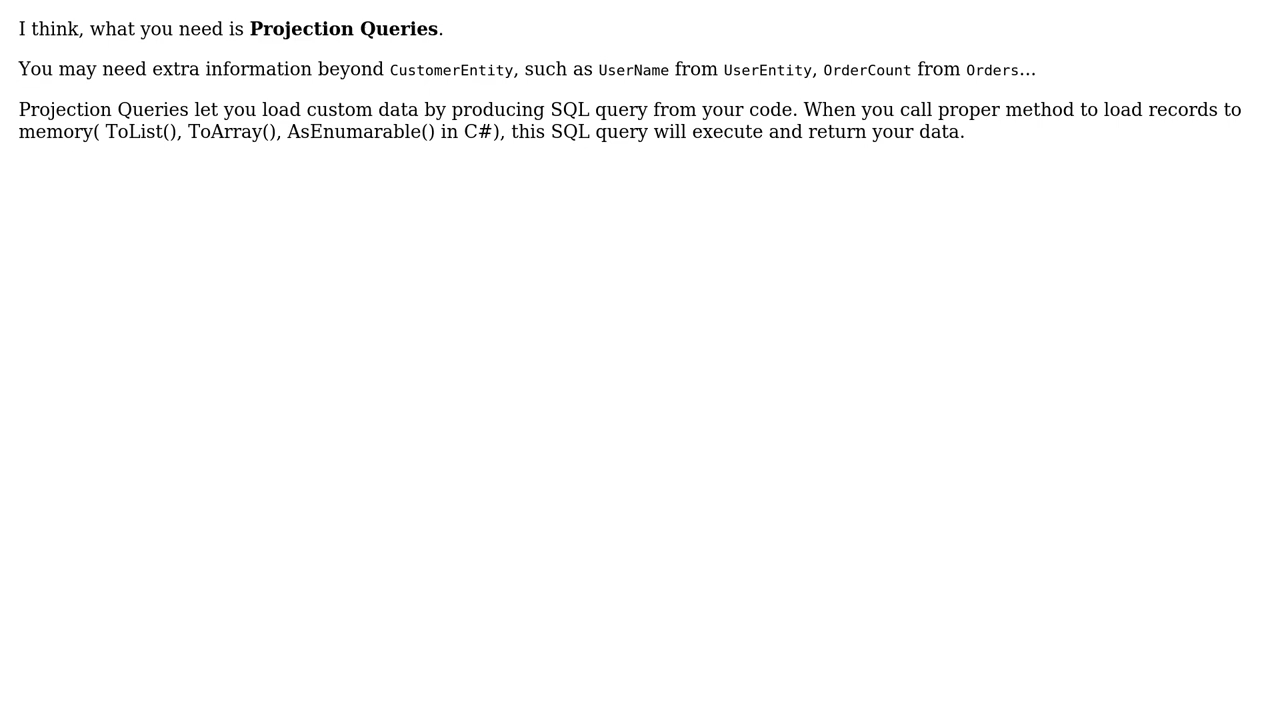 I think, what you need is Projection Queries.
You may need extra information beyond CustomerEntity, such as UserName from UserEntity, OrderCount from Orders...
Projection Queries let you load custom data by producing SQL query from your code. When you call proper method to load records to
memory( ToList(), ToArray(), AsEnumarable() in C#), this SQL query will execute and return your data.